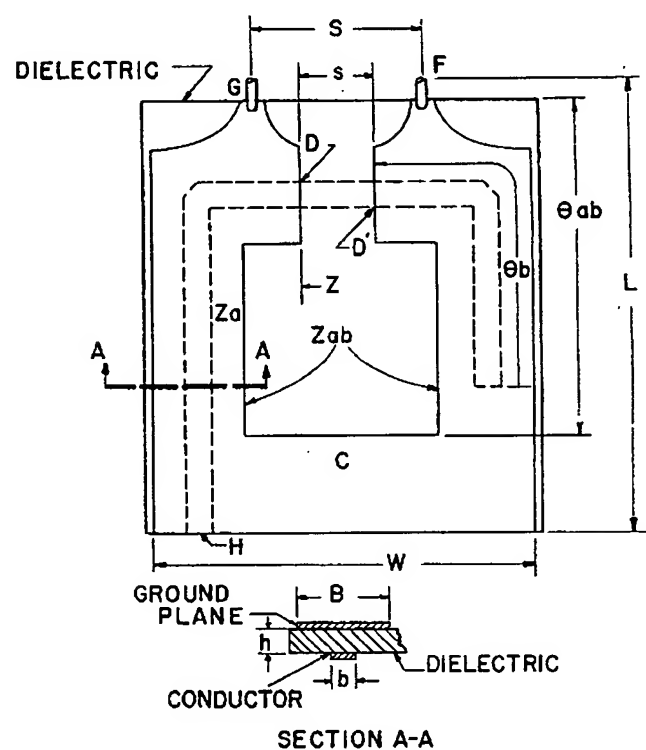 S
DIELECTRIC
G
s
F
D
D'
θab
θb
L
Z
Za
Zab
A
A
C
H
W
GROUND
PLANE
B
h
DIELECTRIC
b
CONDUCTOR
SECTION A-A